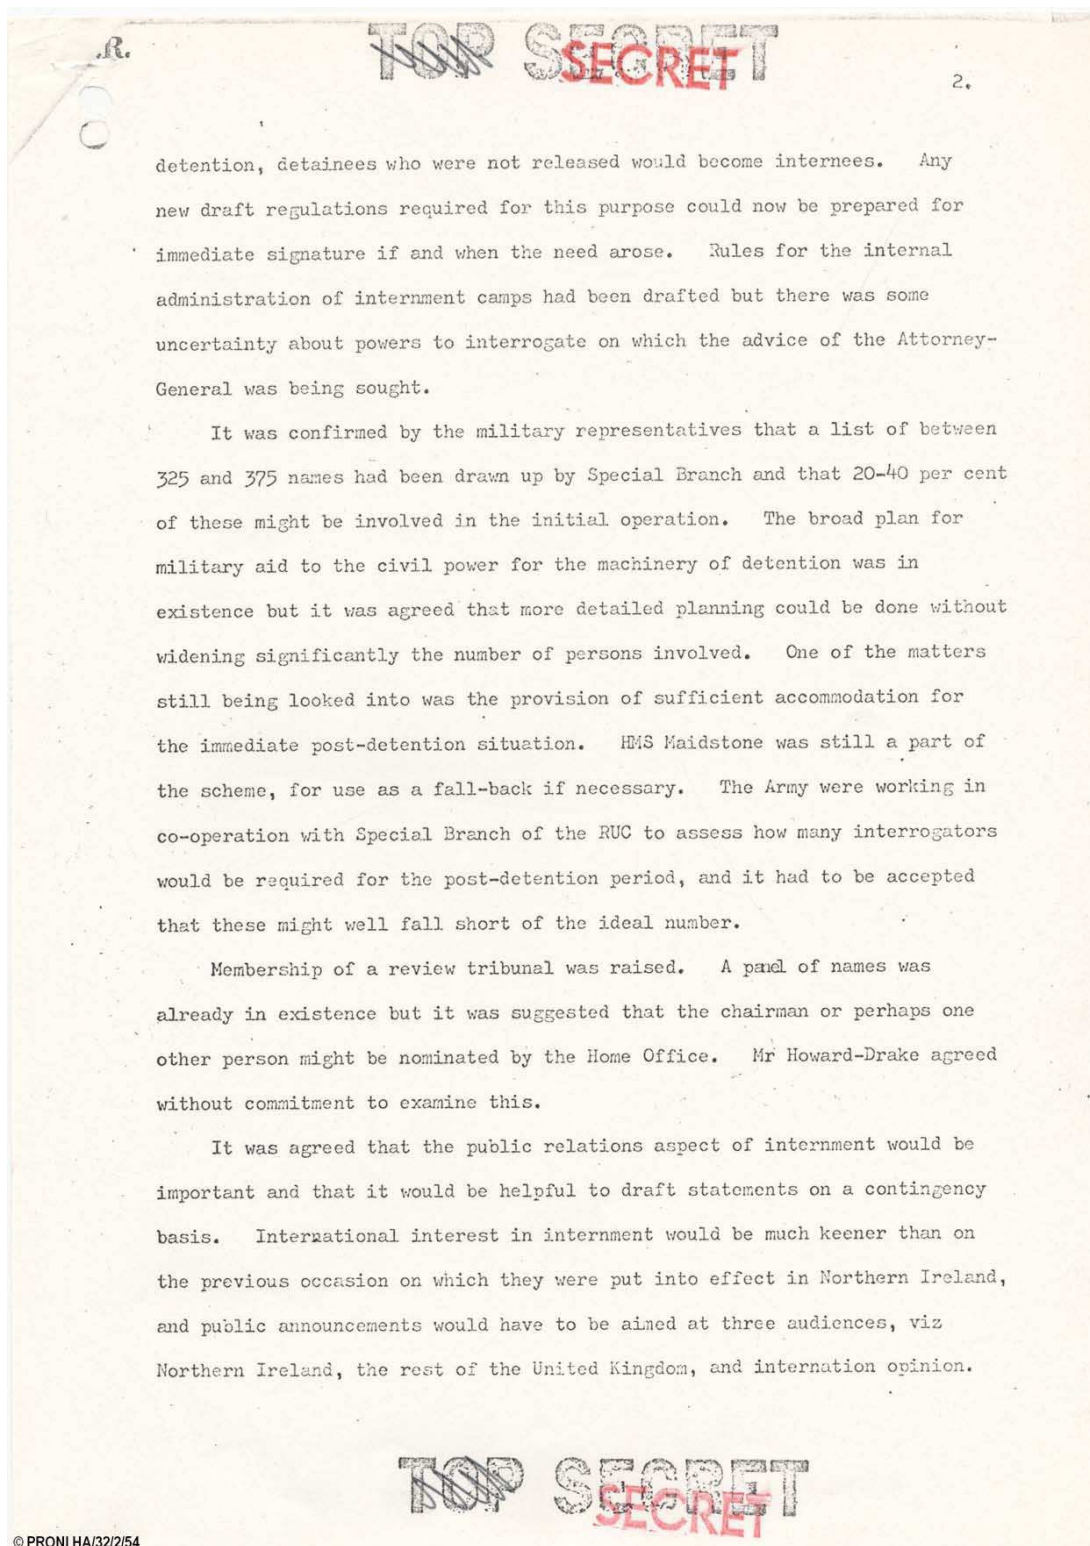 .R.
TOP SECRET
SECRET
2.
detention, detainees who were not released would become internees. Any
new draft regulations required for this purpose could now be prepared for
immediate signature if and when the need arose. Rules for the internal
administration of internment camps had been drafted but there was some
uncertainty about powers to interrogate on which the advice of the Attorney-
General was being sought.
It was confirmed by the military representatives that a list of between
325 and 375 names had been drawn up by Special Branch and that 20-40 per cent
of these might be involved in the initial operation. The broad plan for
military aid to the civil power for the machinery of detention was in
existence but it was agreed that more detailed planning could be done without
widening significantly the number of persons involved. One of the matters
still being looked into was the provision of sufficient accommodation for
the immediate post-detention situation. HMS Maidstone was still a part of
the scheme, for use as a fall-back if necessary. The Army were working in
co-operation with Special Branch of the RUC to assess how many interrogators
would be required for the post-detention period, and it had to be accepted
that these might well fall short of the ideal number.
Membership of a review tribunal was raised. A panel of names was
already in existence but it was suggested that the chairman or perhaps one
other person might be nominated by the Home Office. Mr Howard-Drake agreed
without commitment to examine this.
It was agreed that the public relations aspect of internment would be
important and that it would be helpful to draft statements on a contingency
basis. International interest in internment would be much keener than on
the previous occasion on which they were put into effect in Northern Ireland,
and public announcements would have to be aimed at three audiences, viz
Northern Ireland, the rest of the United Kingdom, and internation opinion.
TOP SECRET
SECRET
© PRONI HA/32/2/54